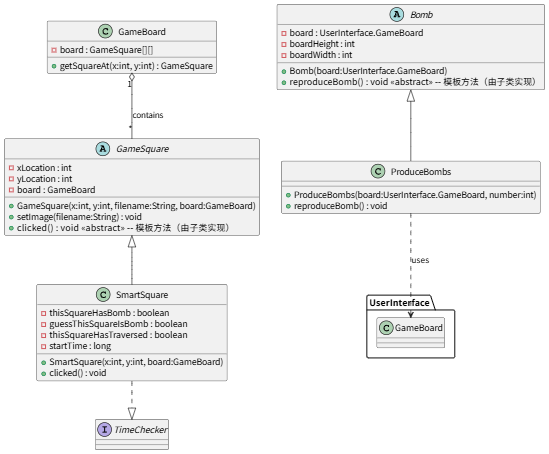 C GameBoard
board : GameSquare[][]
getSquareAt(x:int, y:int) : GameSquare
1
contains
*
A GameSquare
xLocation : int
yLocation : int
board : GameBoard
GameSquare(x:int, y:int, filename:String, board:GameBoard)
setImage(filename:String) : void
clicked() : void «abstract» -- 模板方法（由子类实现）
C SmartSquare
thisSquareHasBomb : boolean
guessThisSquareIsBomb : boolean
thisSquareHasTraversed : boolean
startTime : long
SmartSquare(x:int, y:int, board:GameBoard)
clicked() : void
I TimeChecker
A Bomb
board : UserInterface.GameBoard
boardHeight : int
boardWidth : int
Bomb(board:UserInterface.GameBoard)
reproduceBomb() : void «abstract» -- 模板方法（由子类实现）
C ProduceBombs
ProduceBombs(board:UserInterface.GameBoard, number:int)
reproduceBomb() : void
uses
UserInterface
C GameBoard